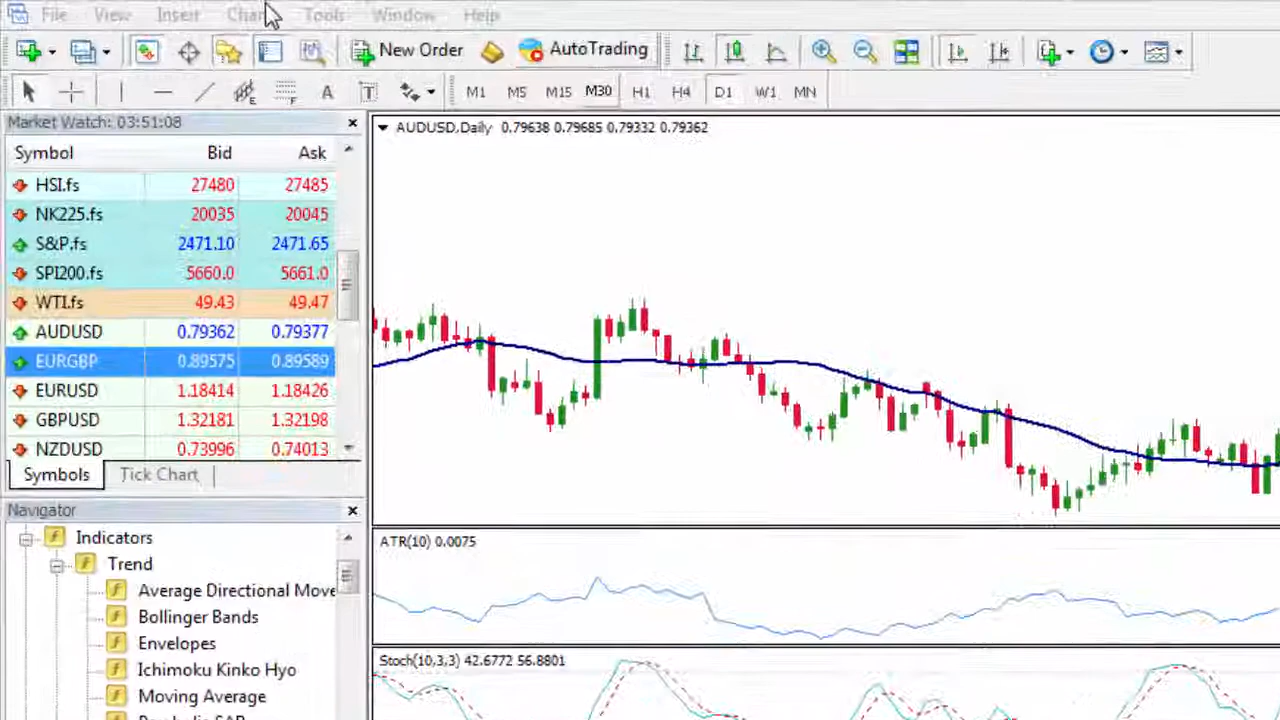 File View Insert Tools Window Help
New Order AutoTrading
E F A T M1 M5 M15 M30 H1 H4 D1 W1 MN
Market Watch: 03:51:08
Symbol Bid Ask
HSI.fs 27480 27485
NK225.fs 20035 20045
S&P.fs 2471.10 2471.65
SPI200.fs 5660.0 5661.0
WTI.fs 49.43 49.47
AUDUSD 0.79362 0.79377
EURGBP 0.89575 0.89589
EURUSD 1.18414 1.18426
GBPUSD 1.32181 1.32198
NZDUSD 0.73996 0.74013
Symbols Tick Chart
Navigator
Indicators
Trend
Average Directional Move
Bollinger Bands
Envelopes
Ichimoku Kinko Hyo
Moving Average
AUDUSD,Daily 0.79638 0.79685 0.79332 0.79362
ATR(10) 0.0075
Stoch(10,3,3) 42.6772 56.8801